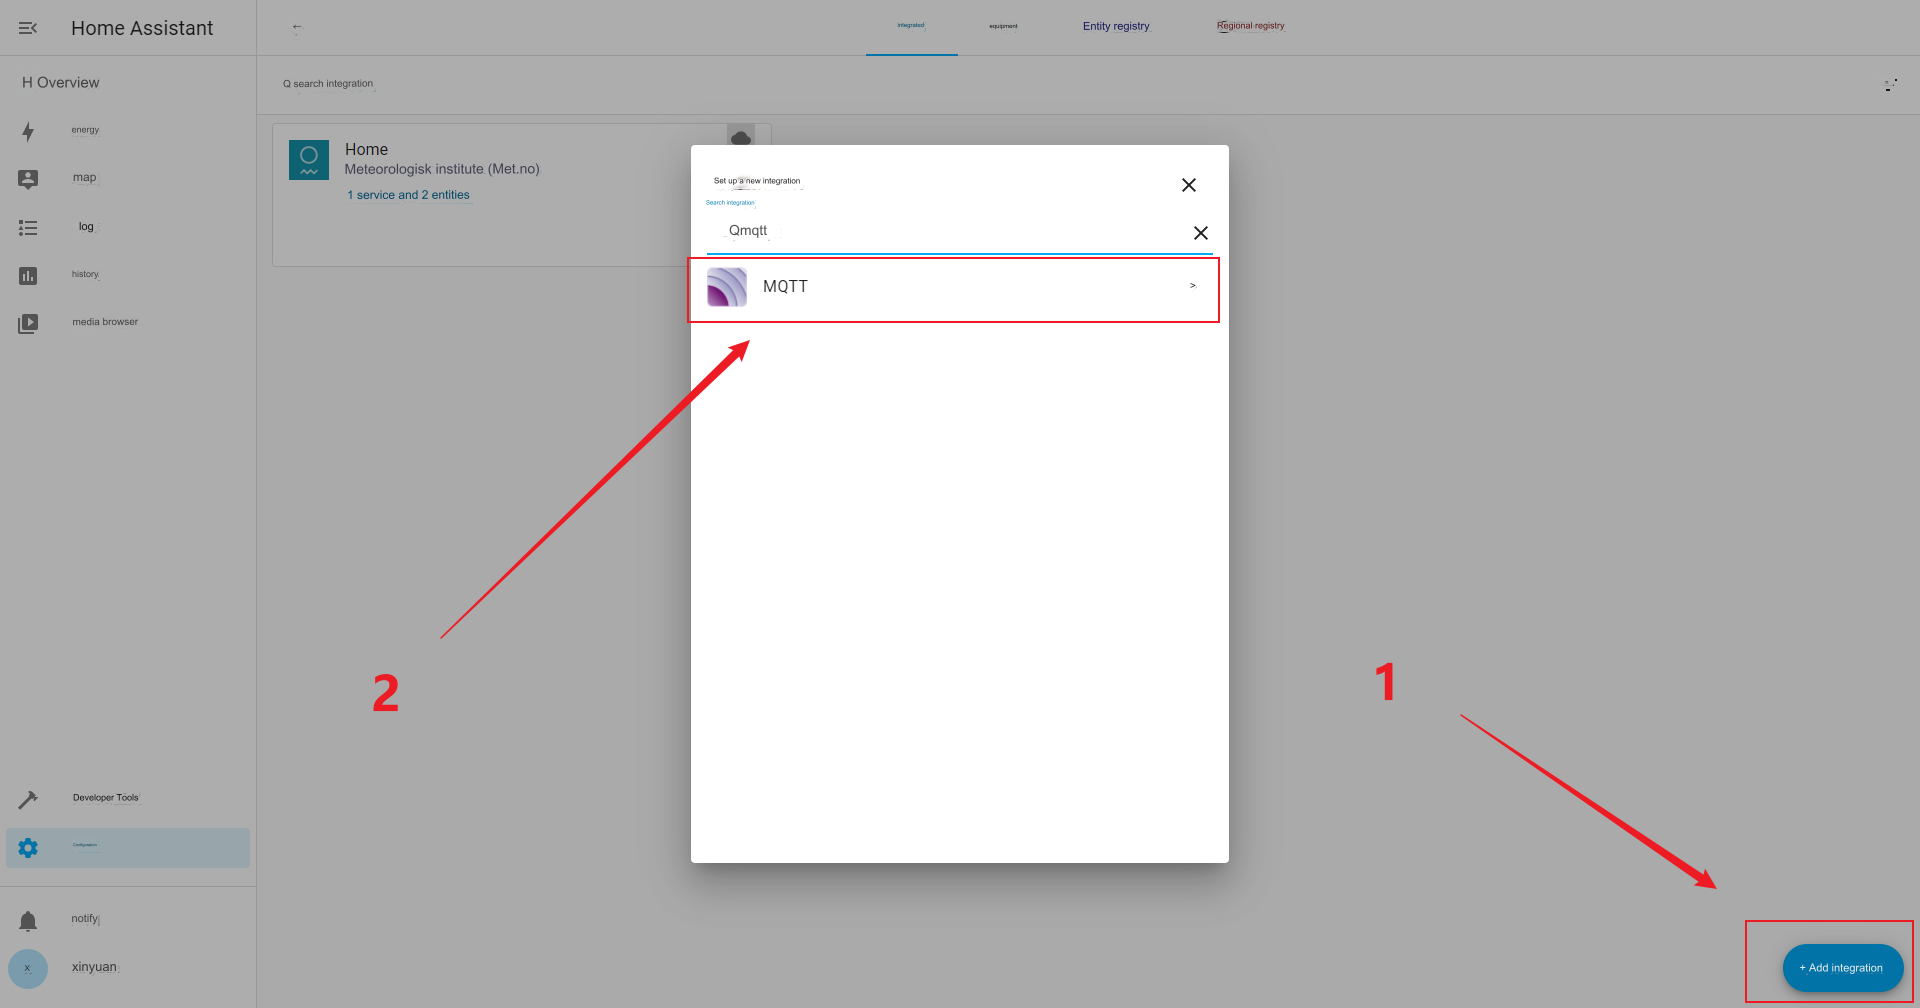 Home Assistant
←
integrated
equipment
Entity registry
Regional registry
H Overview
Q search integration
energy
map
log
history
media browser
Home
Meteorologisk institute (Met.no)
1 service and 2 entities
Set up a new integration
Search integration
Qmqtt
MQTT
>
2
1
Developer Tools
Configuration
notify
x
xinyuan
+ Add integration